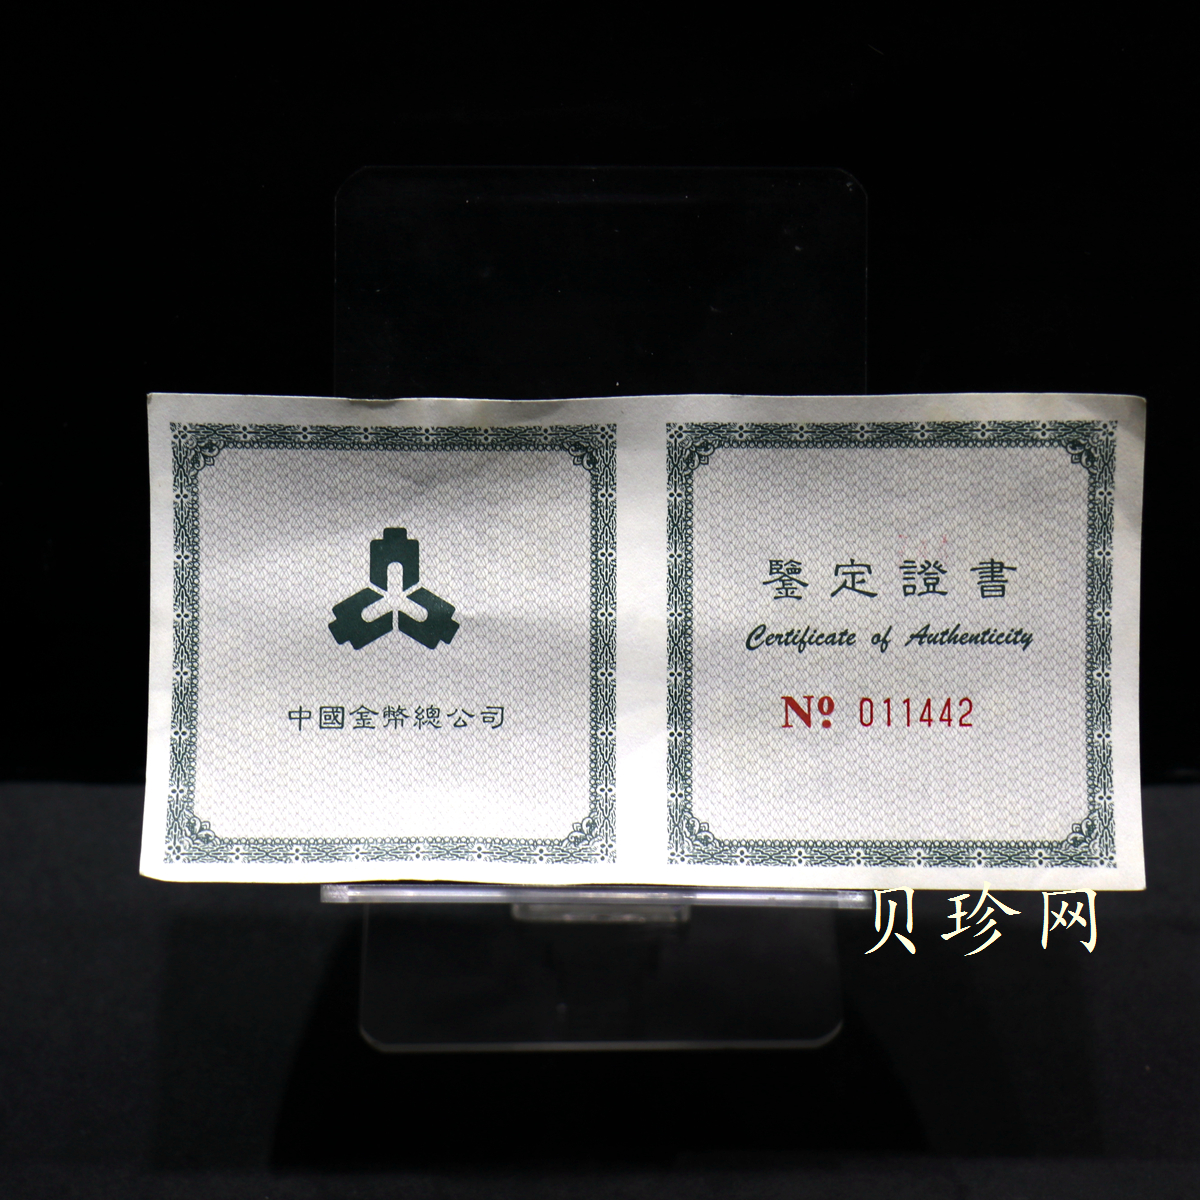 中國金幣總公司
鑒定證書
Certificate of Authenticity
Nº 011442
贝珍网